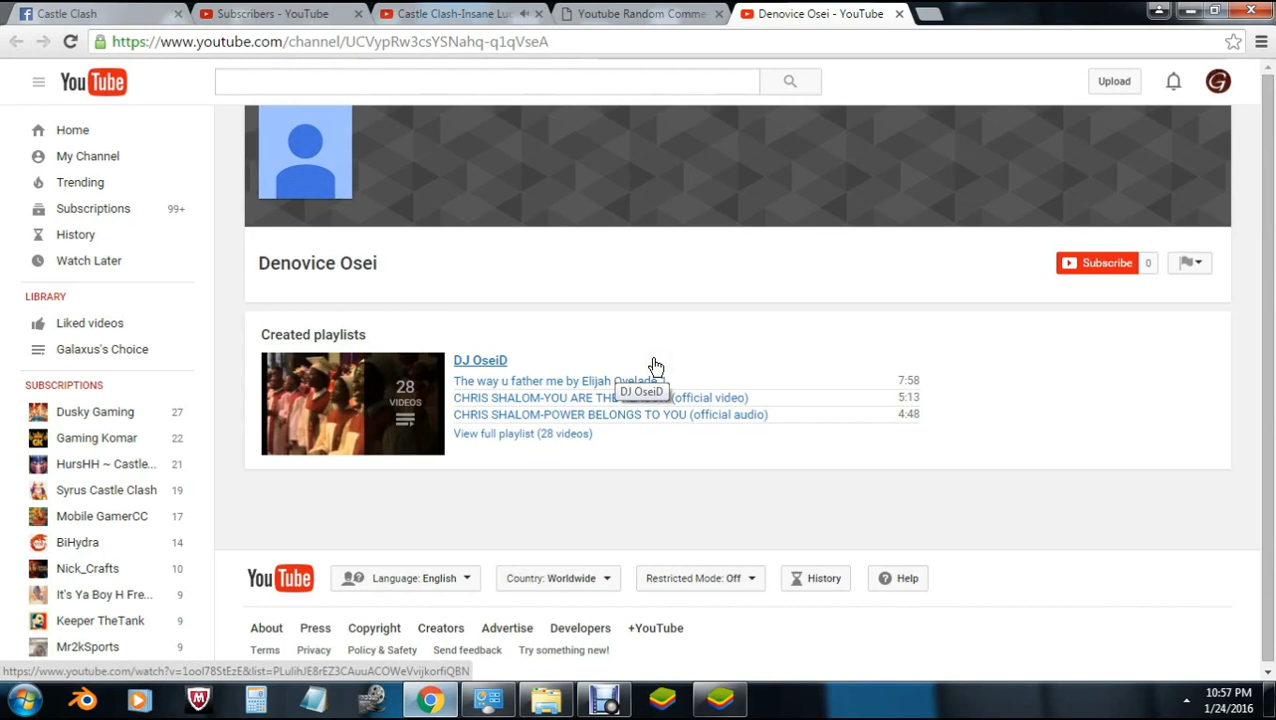 Castle Clash
Subscribers - YouTube
Castle Clash-Insane Lu
Youtube Random Comme
Denovice Osei - YouTube
https://www.youtube.com/channel/UCVypRw3csYSNahq-q1qVseA
YouTube
Upload
G
Home
My Channel
Trending
Subscriptions 99+
History
Watch Later
LIBRARY
Liked videos
Galaxus's Choice
SUBSCRIPTIONS
Dusky Gaming 27
Gaming Komar 22
HursHH ~ Castle... 21
Syrus Castle Clash 19
Mobile GamerCC 17
BiHydra 14
Nick_Crafts 10
It's Ya Boy H Fre... 9
Keeper TheTank 9
Mr2kSports 9
Denovice Osei
Subscribe 0
Created playlists
28
VIDEOS
DJ OseiD
The way u father me by Elijah Oyelade 7:58
DJ OseiD
CHRIS SHALOM-YOU ARE THE (official video) 5:13
CHRIS SHALOM-POWER BELONGS TO YOU (official audio) 4:48
View full playlist (28 videos)
YouTube
Language: English
Country: Worldwide
Restricted Mode: Off
History
Help
About Press Copyright Creators Advertise Developers +YouTube
Terms Privacy Policy & Safety Send feedback Try something new!
10:57 PM
1/24/2016